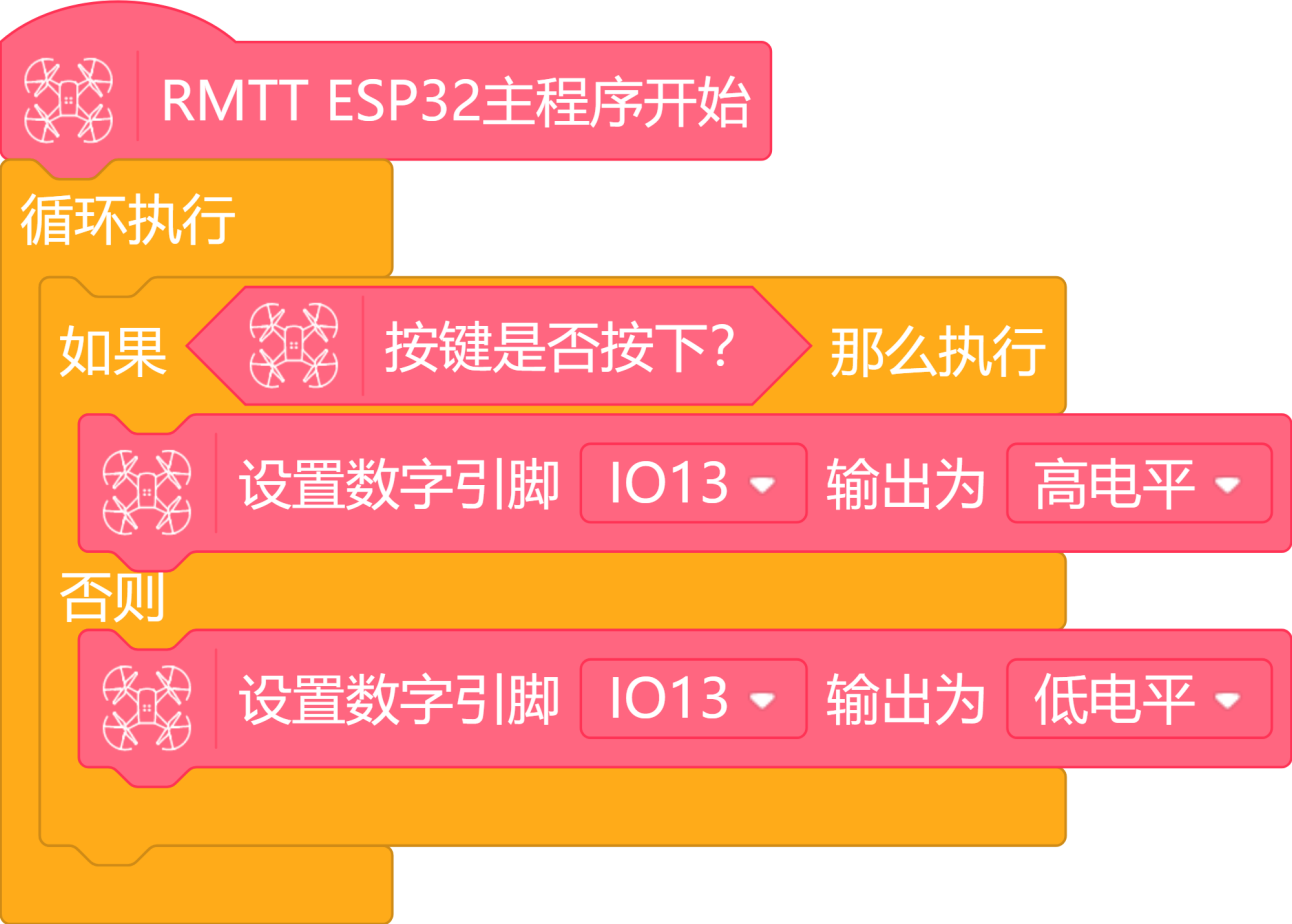 RMTT ESP32主程序开始
循环执行
如果 按键是否按下? 那么执行
设置数字引脚 IO13 输出为 高电平
否则
设置数字引脚 IO13 输出为 低电平